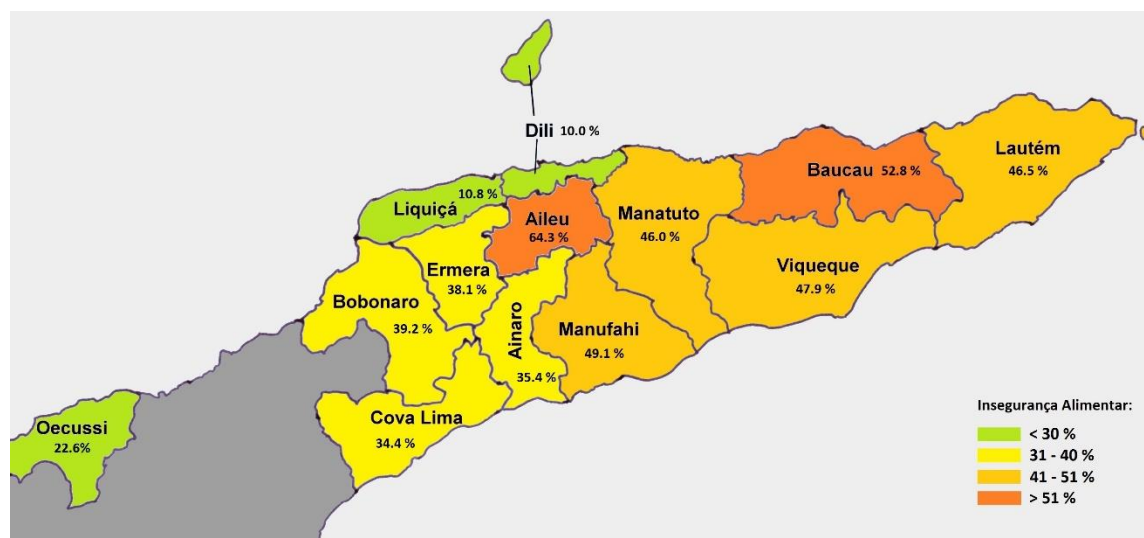 Dili 10.0 %
Lautém
46.5 %
Baucau 52.8 %
10.8 %
Liquiçá
Aileu
64.3 %
Manatuto
46.0 %
Viqueque
47.9 %
Ermera
38.1 %
Bobonaro
39.2 %
Ainaro
35.4 %
Manufahi
49.1 %
Cova Lima
34.4 %
Oecussi
22.6%
Insegurança Alimentar:
< 30 %
31 - 40 %
41 - 51 %
> 51 %